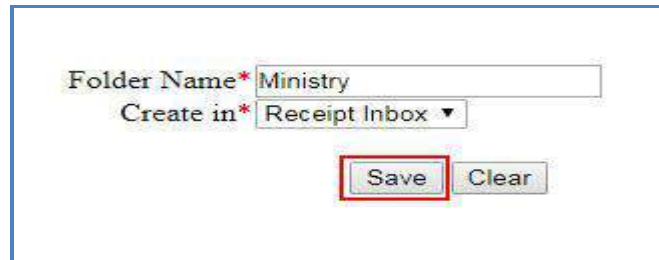 Folder Name* Ministry
Create in* Receipt Inbox
Save Clear